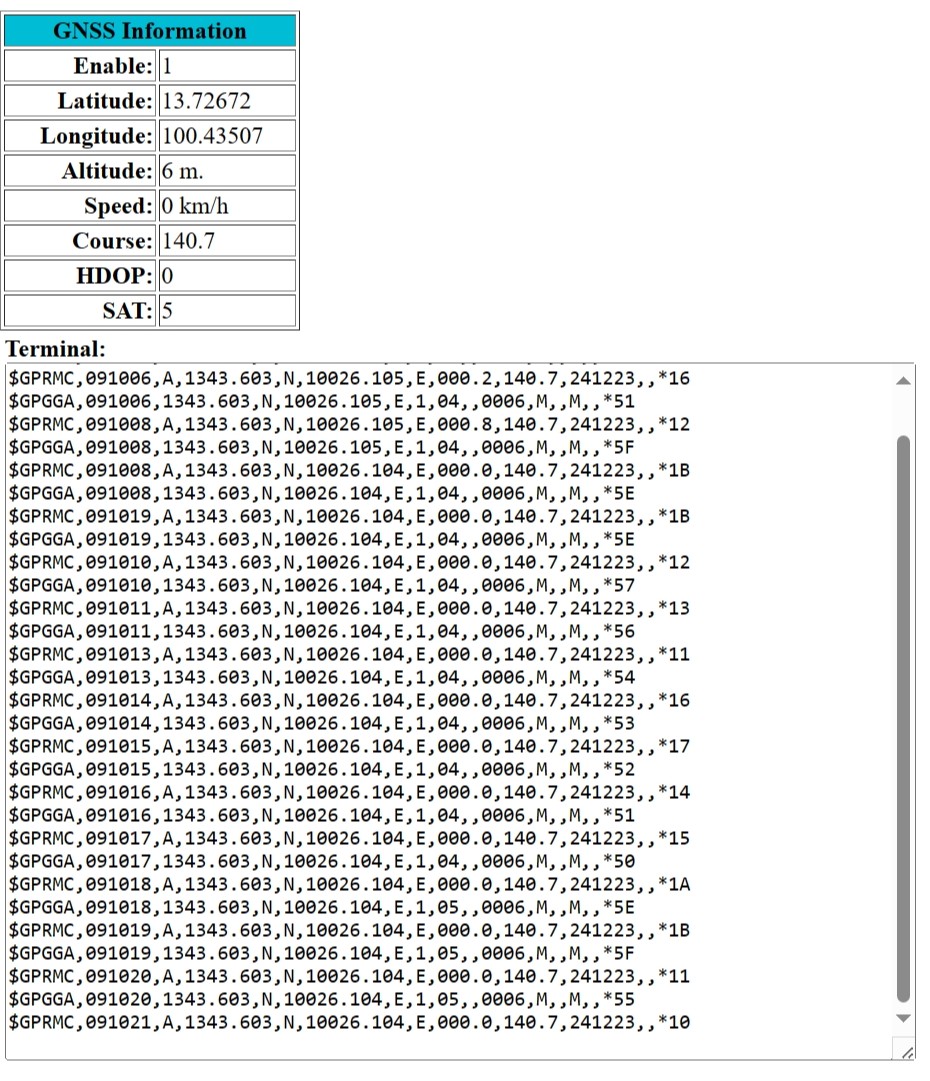 GNSS Information
Enable: 1
Latitude: 13.72672
Longitude: 100.43507
Altitude: 6 m.
Speed: 0 km/h
Course: 140.7
HDOP: 0
SAT: 5
Terminal:
$GPRMC,091006,A,1343.603,N,10026.105,E,000.2,140.7,241223,,*16
$GPGGA,091006,1343.603,N,10026.105,E,1,04,,0006,M,,M,,*51
$GPRMC,091008,A,1343.603,N,10026.105,E,000.8,140.7,241223,,*12
$GPGGA,091008,1343.603,N,10026.105,E,1,04,,0006,M,,M,,*5F
$GPRMC,091008,A,1343.603,N,10026.104,E,000.0,140.7,241223,,*1B
$GPGGA,091008,1343.603,N,10026.104,E,1,04,,0006,M,,M,,*5E
$GPRMC,091019,A,1343.603,N,10026.104,E,000.0,140.7,241223,,*1B
$GPGGA,091019,1343.603,N,10026.104,E,1,04,,0006,M,,M,,*5E
$GPRMC,091010,A,1343.603,N,10026.104,E,000.0,140.7,241223,,*12
$GPGGA,091010,1343.603,N,10026.104,E,1,04,,0006,M,,M,,*57
$GPRMC,091011,A,1343.603,N,10026.104,E,000.0,140.7,241223,,*13
$GPGGA,091011,1343.603,N,10026.104,E,1,04,,0006,M,,M,,*56
$GPRMC,091013,A,1343.603,N,10026.104,E,000.0,140.7,241223,,*11
$GPGGA,091013,1343.603,N,10026.104,E,1,04,,0006,M,,M,,*54
$GPRMC,091014,A,1343.603,N,10026.104,E,000.0,140.7,241223,,*16
$GPGGA,091014,1343.603,N,10026.104,E,1,04,,0006,M,,M,,*53
$GPRMC,091015,A,1343.603,N,10026.104,E,000.0,140.7,241223,,*17
$GPGGA,091015,1343.603,N,10026.104,E,1,04,,0006,M,,M,,*52
$GPRMC,091016,A,1343.603,N,10026.104,E,000.0,140.7,241223,,*14
$GPGGA,091016,1343.603,N,10026.104,E,1,04,,0006,M,,M,,*51
$GPRMC,091017,A,1343.603,N,10026.104,E,000.0,140.7,241223,,*15
$GPGGA,091017,1343.603,N,10026.104,E,1,04,,0006,M,,M,,*50
$GPRMC,091018,A,1343.603,N,10026.104,E,000.0,140.7,241223,,*1A
$GPGGA,091018,1343.603,N,10026.104,E,1,05,,0006,M,,M,,*5E
$GPRMC,091019,A,1343.603,N,10026.104,E,000.0,140.7,241223,,*1B
$GPGGA,091019,1343.603,N,10026.104,E,1,05,,0006,M,,M,,*5F
$GPRMC,091020,A,1343.603,N,10026.104,E,000.0,140.7,241223,,*11
$GPGGA,091020,1343.603,N,10026.104,E,1,05,,0006,M,,M,,*55
$GPRMC,091021,A,1343.603,N,10026.104,E,000.0,140.7,241223,,*10